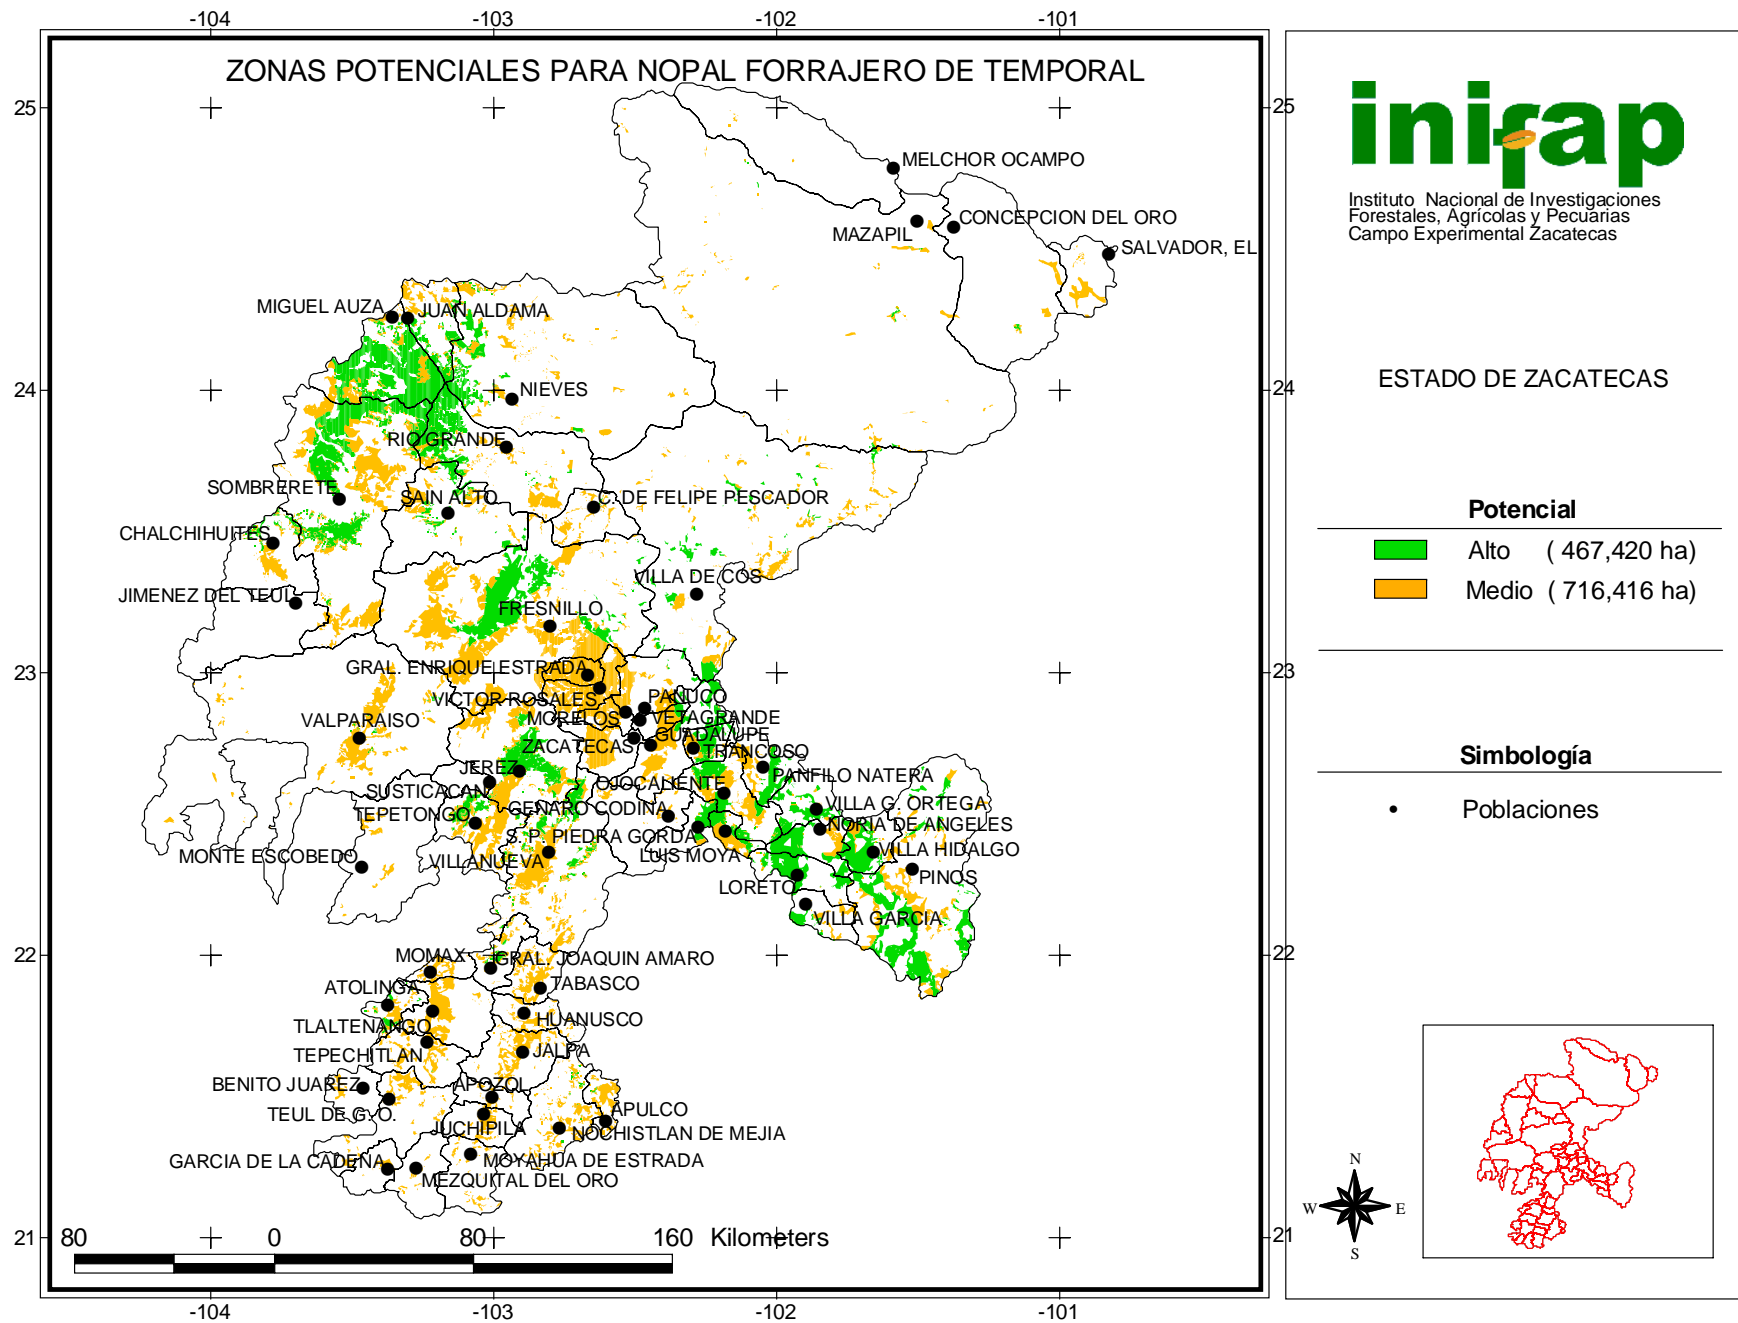 -104
-103
-102
-101
ZONAS POTENCIALES PARA NOPAL FORRAJERO DE TEMPORAL
25
25
MELCHOR OCAMPO
CONCEPCION DEL ORO
MAZAPIL
SALVADOR, EL
MIGUEL AUZA
JUAN ALDAMA
24
24
NIEVES
RIO GRANDE
SOMBRERETE
SAIN ALTO
C. DE FELIPE PESCADOR
CHALCHIHUITES
JIMENEZ DEL TEUL
VILLA DE COS
FRESNILLO
23
23
GRAL. ENRIQUE ESTRADA
VICTOR ROSALES
PANUCO
MORELOS
VETAGRANDE
VALPARAISO
GUADALUPE
ZACATECAS
TRANCOSO
JEREZ
OJOCALIENTE
PANFILO NATERA
SUSTICACAN
TEPETONGO
GENARO CODINA
VILLA G. ORTEGA
NORIA DE ANGELES
S. P. PIEDRA GORDA
MONTE ESCOBEDO
VILLANUEVA
LUIS MOYA
VILLA HIDALGO
LORETO
PINOS
VILLA GARCIA
22
22
MOMAX
GRAL. JOAQUIN AMARO
ATOLINGA
TABASCO
TLALTENANGO
HUANUSCO
TEPECHITLAN
JALPA
BENITO JUAREZ
APOZOL
TEUL DE G. O.
APULCO
JUCHIPILA
NOCHISTLAN DE MEJIA
GARCIA DE LA CADENA
MOYAHUA DE ESTRADA
MEZQUITAL DEL ORO
21
21
80
0
80
160 Kilometers
-104
-103
-102
-101
inifap
Instituto Nacional de Investigaciones
Forestales, Agrícolas y Pecuarias
Campo Experimental Zacatecas
ESTADO DE ZACATECAS
Potencial
Alto ( 467,420 ha)
Medio ( 716,416 ha)
Simbología
Poblaciones
N
W
E
S